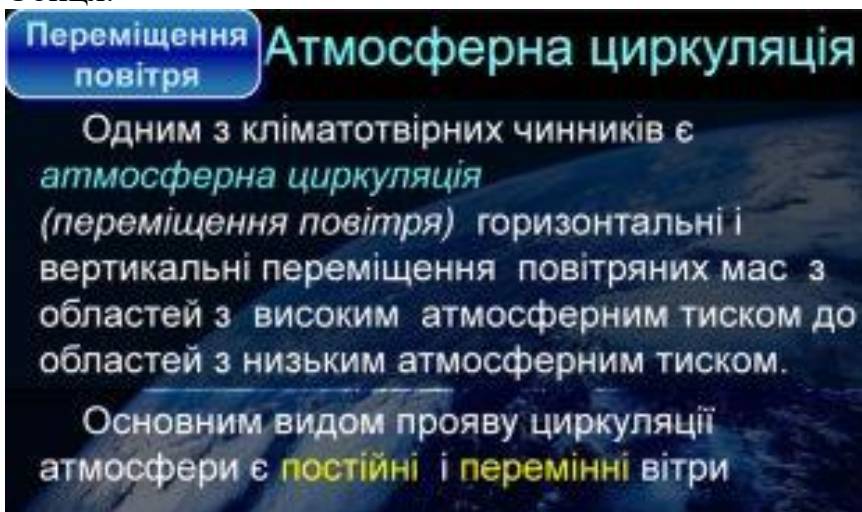 Переміщення
повітря
Атмосферна циркуляція
Одним з кліматотвірних чинників є
атмосферна циркуляція
(переміщення повітря) горизонтальні і
вертикальні переміщення повітряних мас з
областей з високим атмосферним тиском до
областей з низьким атмосферним тиском.
Основним видом прояву циркуляції
атмосфери є постійні і перемінні вітри